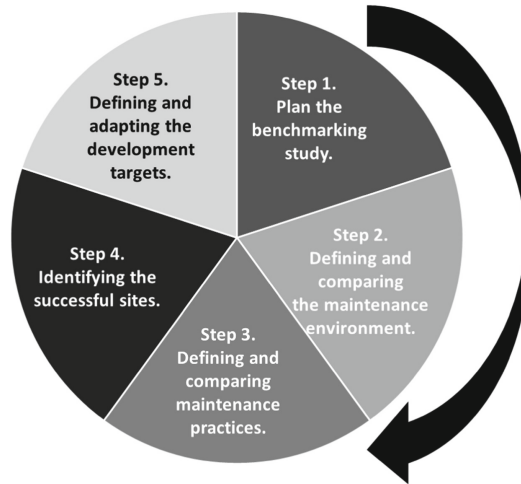 Step 1.
Plan the
benchmarking
study.
Step 2.
Defining and
comparing
the maintenance
environment.
Step 3.
Defining and
comparing
maintenance
practices.
Step 4.
Identifying the
successful sites.
Step 5.
Defining and
adapting the
development
targets.